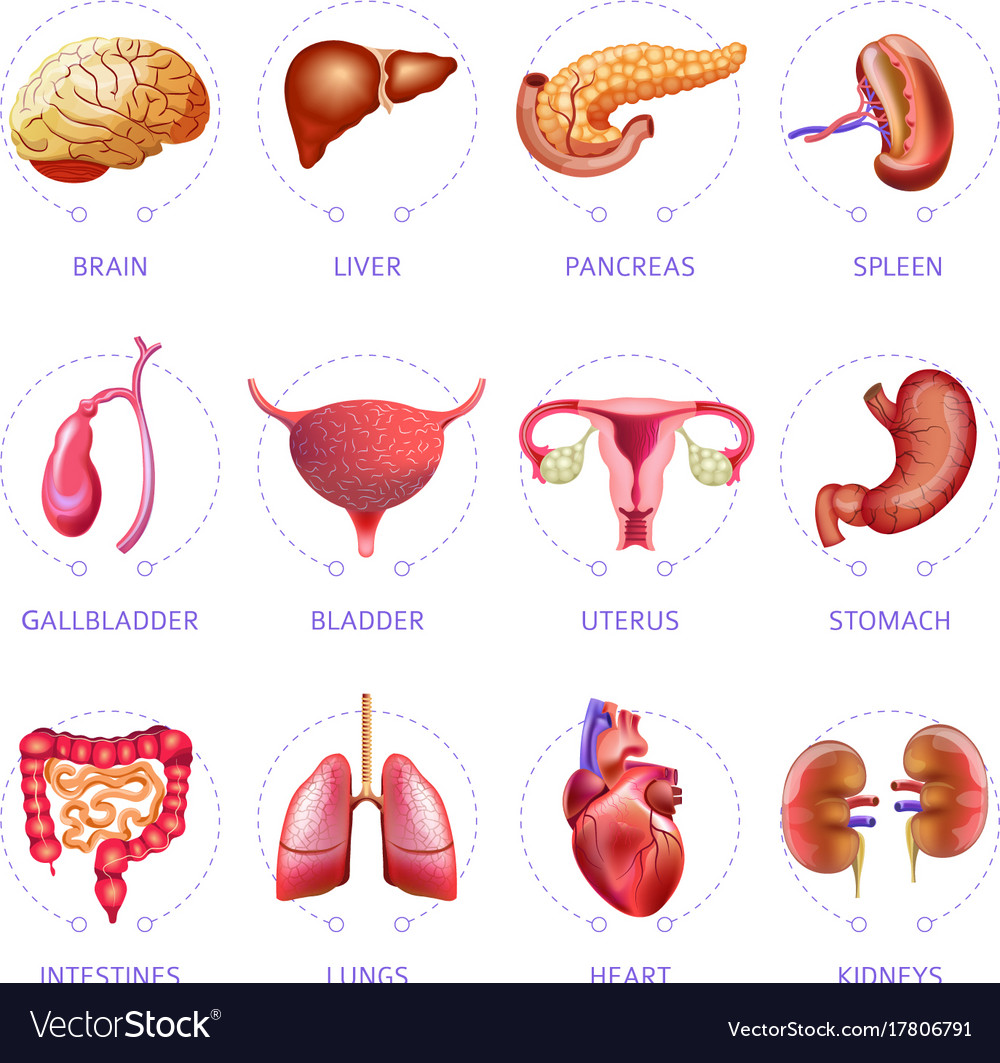 BRAIN LIVER PANCREAS SPLEEN
GALLBLADDER BLADDER UTERUS STOMACH
INTESTINES LUNGS HEART KIDNEYS
VectorStock® VectorStock.com/17806791